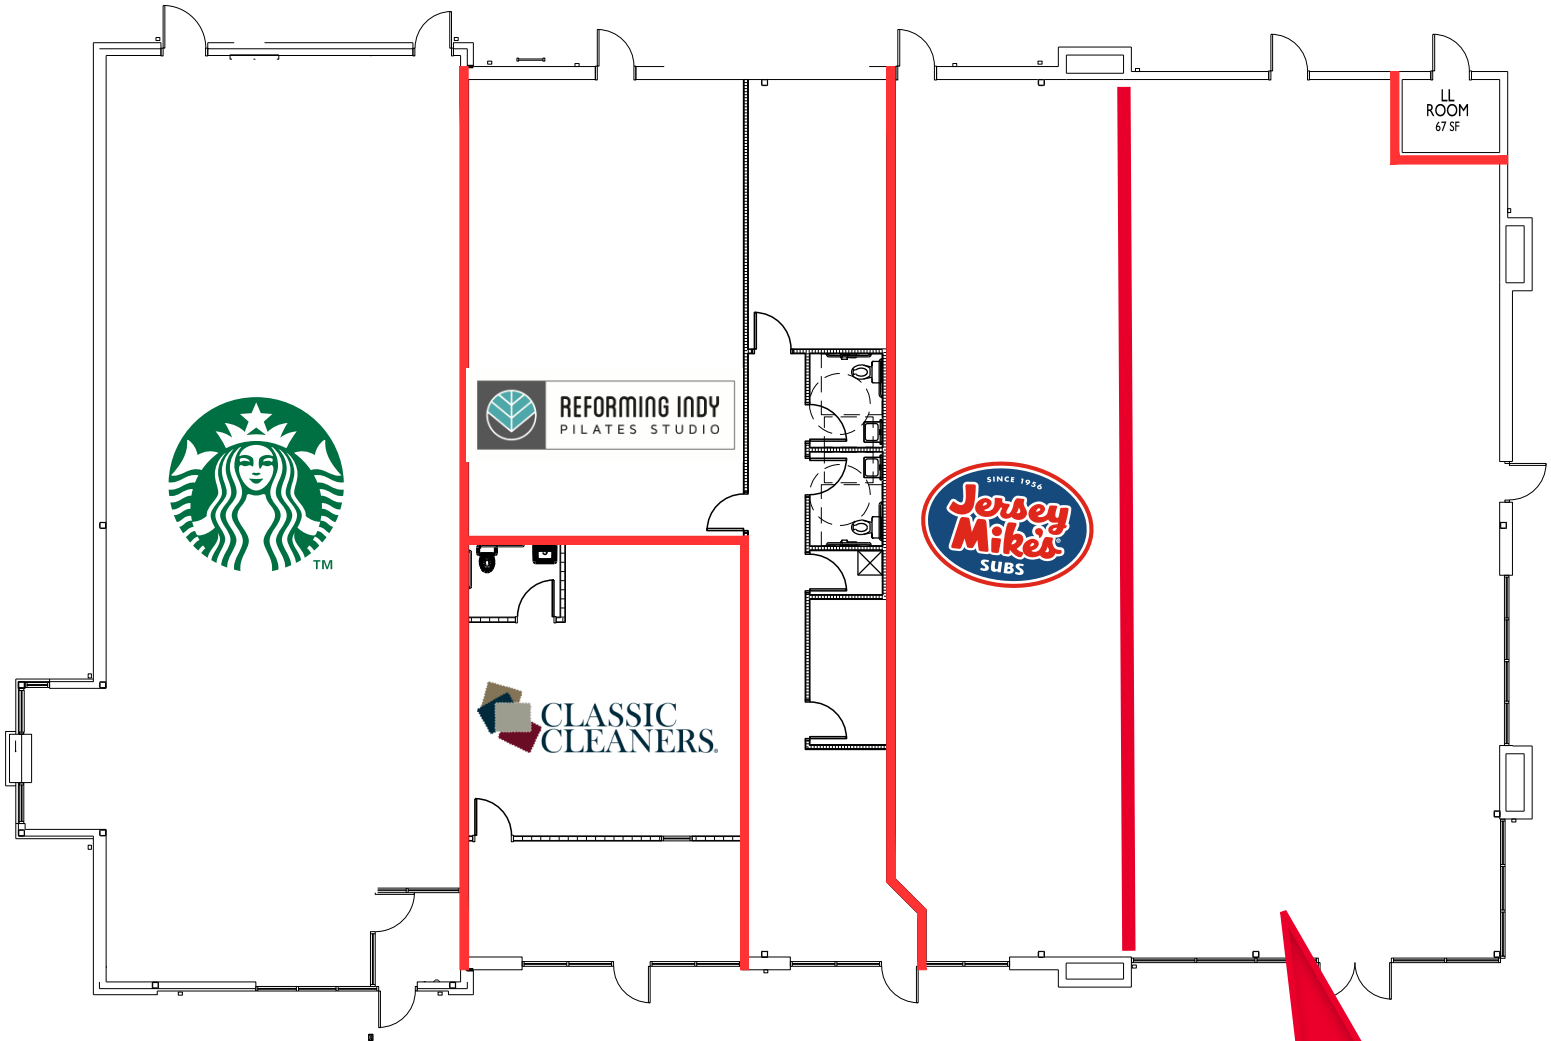 LL
ROOM
67 SF
REFORMING INDY
PILATES STUDIO
SINCE 1956
Jersey
Mike's
SUBS
®
TM
CLASSIC
CLEANERS®